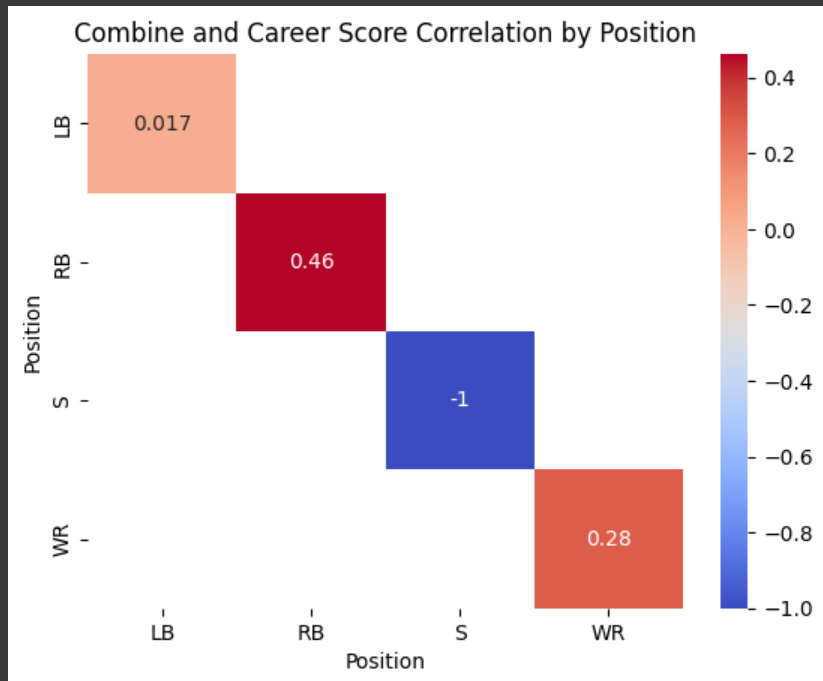 Combine and Career Score Correlation by Position
LB
0.017
RB
0.46
S
-1
WR
0.28
Position
LB RB S WR
Position
0.4
0.2
0.0
−0.2
−0.4
−0.6
−0.8
−1.0